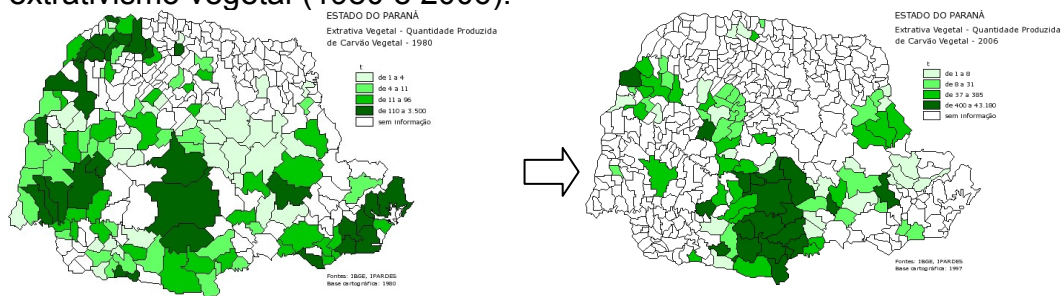 extrativismo vegetal (1980 e 2006).
ESTADO DO PARANÁ
Extrativa Vegetal - Quantidade Produzida
de Carvão Vegetal - 1980
t
de 1 a 4
de 4 a 11
de 11 a 96
de 110 a 3.500
sem informação
Fontes: IBGE, IPARDES
Base cartográfica: 1980
ESTADO DO PARANÁ
Extrativa Vegetal - Quantidade Produzida
de Carvão Vegetal - 2006
t
de 1 a 8
de 8 a 31
de 37 a 385
de 400 a 43.180
sem informação
Fontes: IBGE, IPARDES
Base cartográfica: 1997